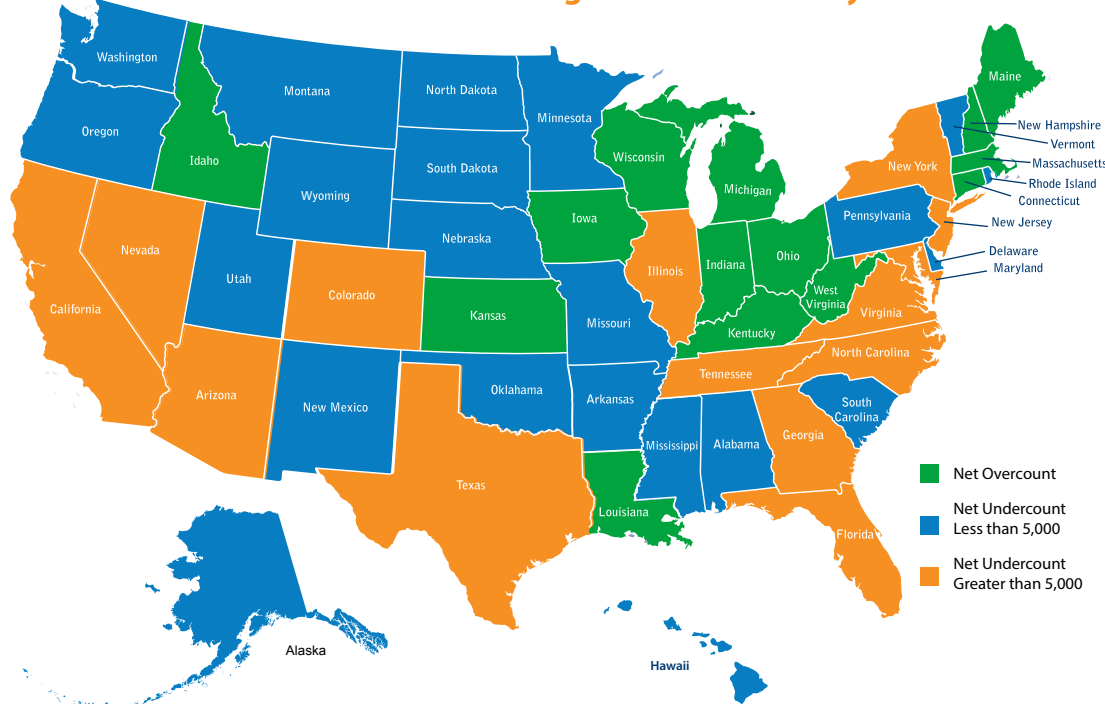 Washington
Montana
North Dakota
Minnesota
Oregon
Idaho
Wyoming
South Dakota
Wisconsin
Michigan
Maine
New Hampshire
Vermont
Massachusetts
Rhode Island
Connecticut
New York
New Jersey
Pennsylvania
Delaware
Maryland
Nevada
Utah
Colorado
Nebraska
Iowa
Illinois
Indiana
Ohio
West
Virginia
Virginia
California
Kansas
Missouri
Kentucky
North Carolina
Tennessee
Arizona
New Mexico
Oklahoma
Arkansas
South
Carolina
Mississippi
Alabama
Georgia
Texas
Louisiana
Florida
Net Overcount
Net Undercount
Less than 5,000
Net Undercount
Greater than 5,000
Alaska
Hawaii